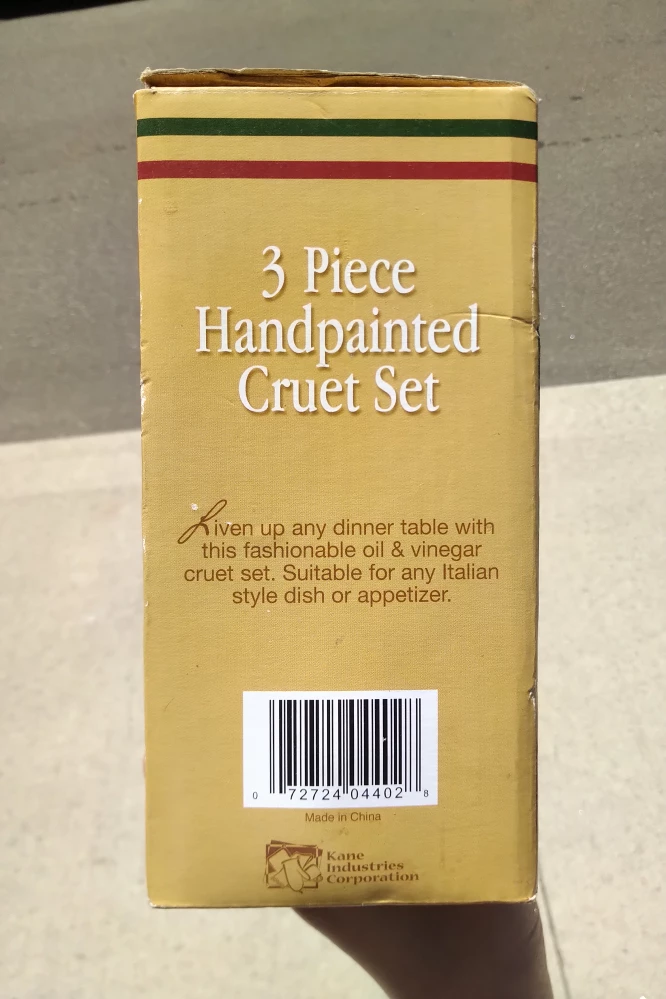 3 Piece
Handpainted
Cruet Set
Liven up any dinner table with
this fashionable oil & vinegar
cruet set. Suitable for any Italian
style dish or appetizer.
0 72724 04402 8
Made in China
Kane
Industries
Corporation